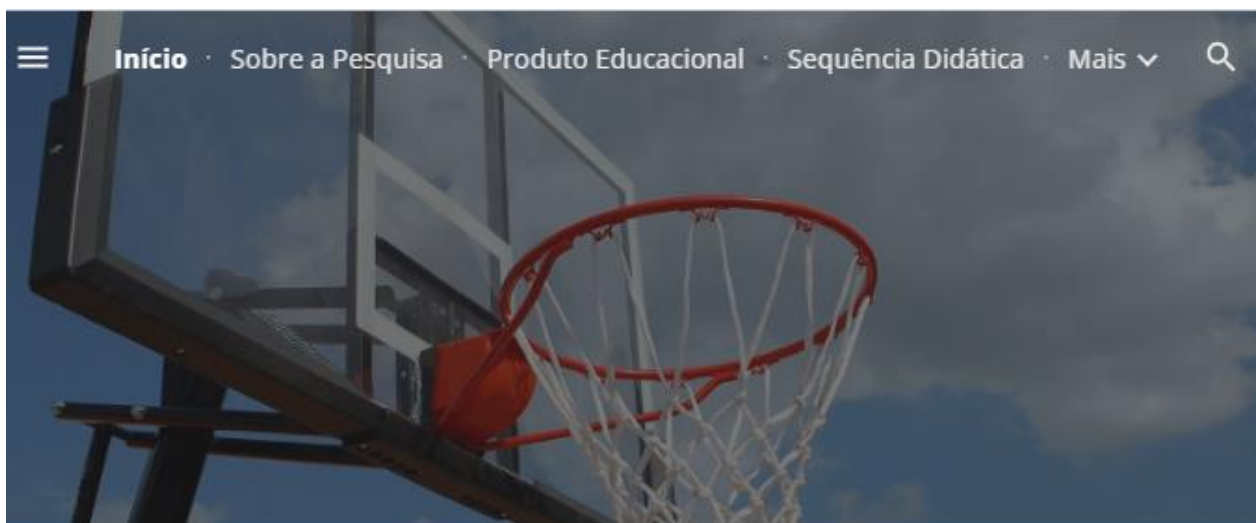 Início · Sobre a Pesquisa · Produto Educacional · Sequência Didática · Mais